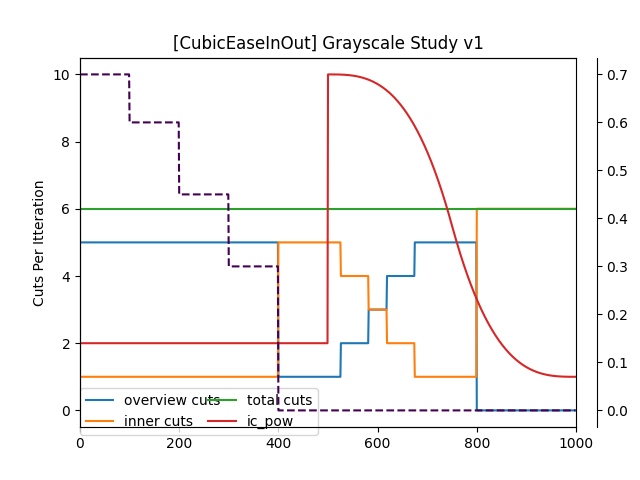 [CubicEaseInOut] Grayscale Study v1
Cuts Per Itteration
10
8
6
4
2
0
0.7
0.6
0.5
0.4
0.3
0.2
0.1
0.0
overview cuts
inner cuts
total cuts
ic_pow
0 200 400 600 800 1000